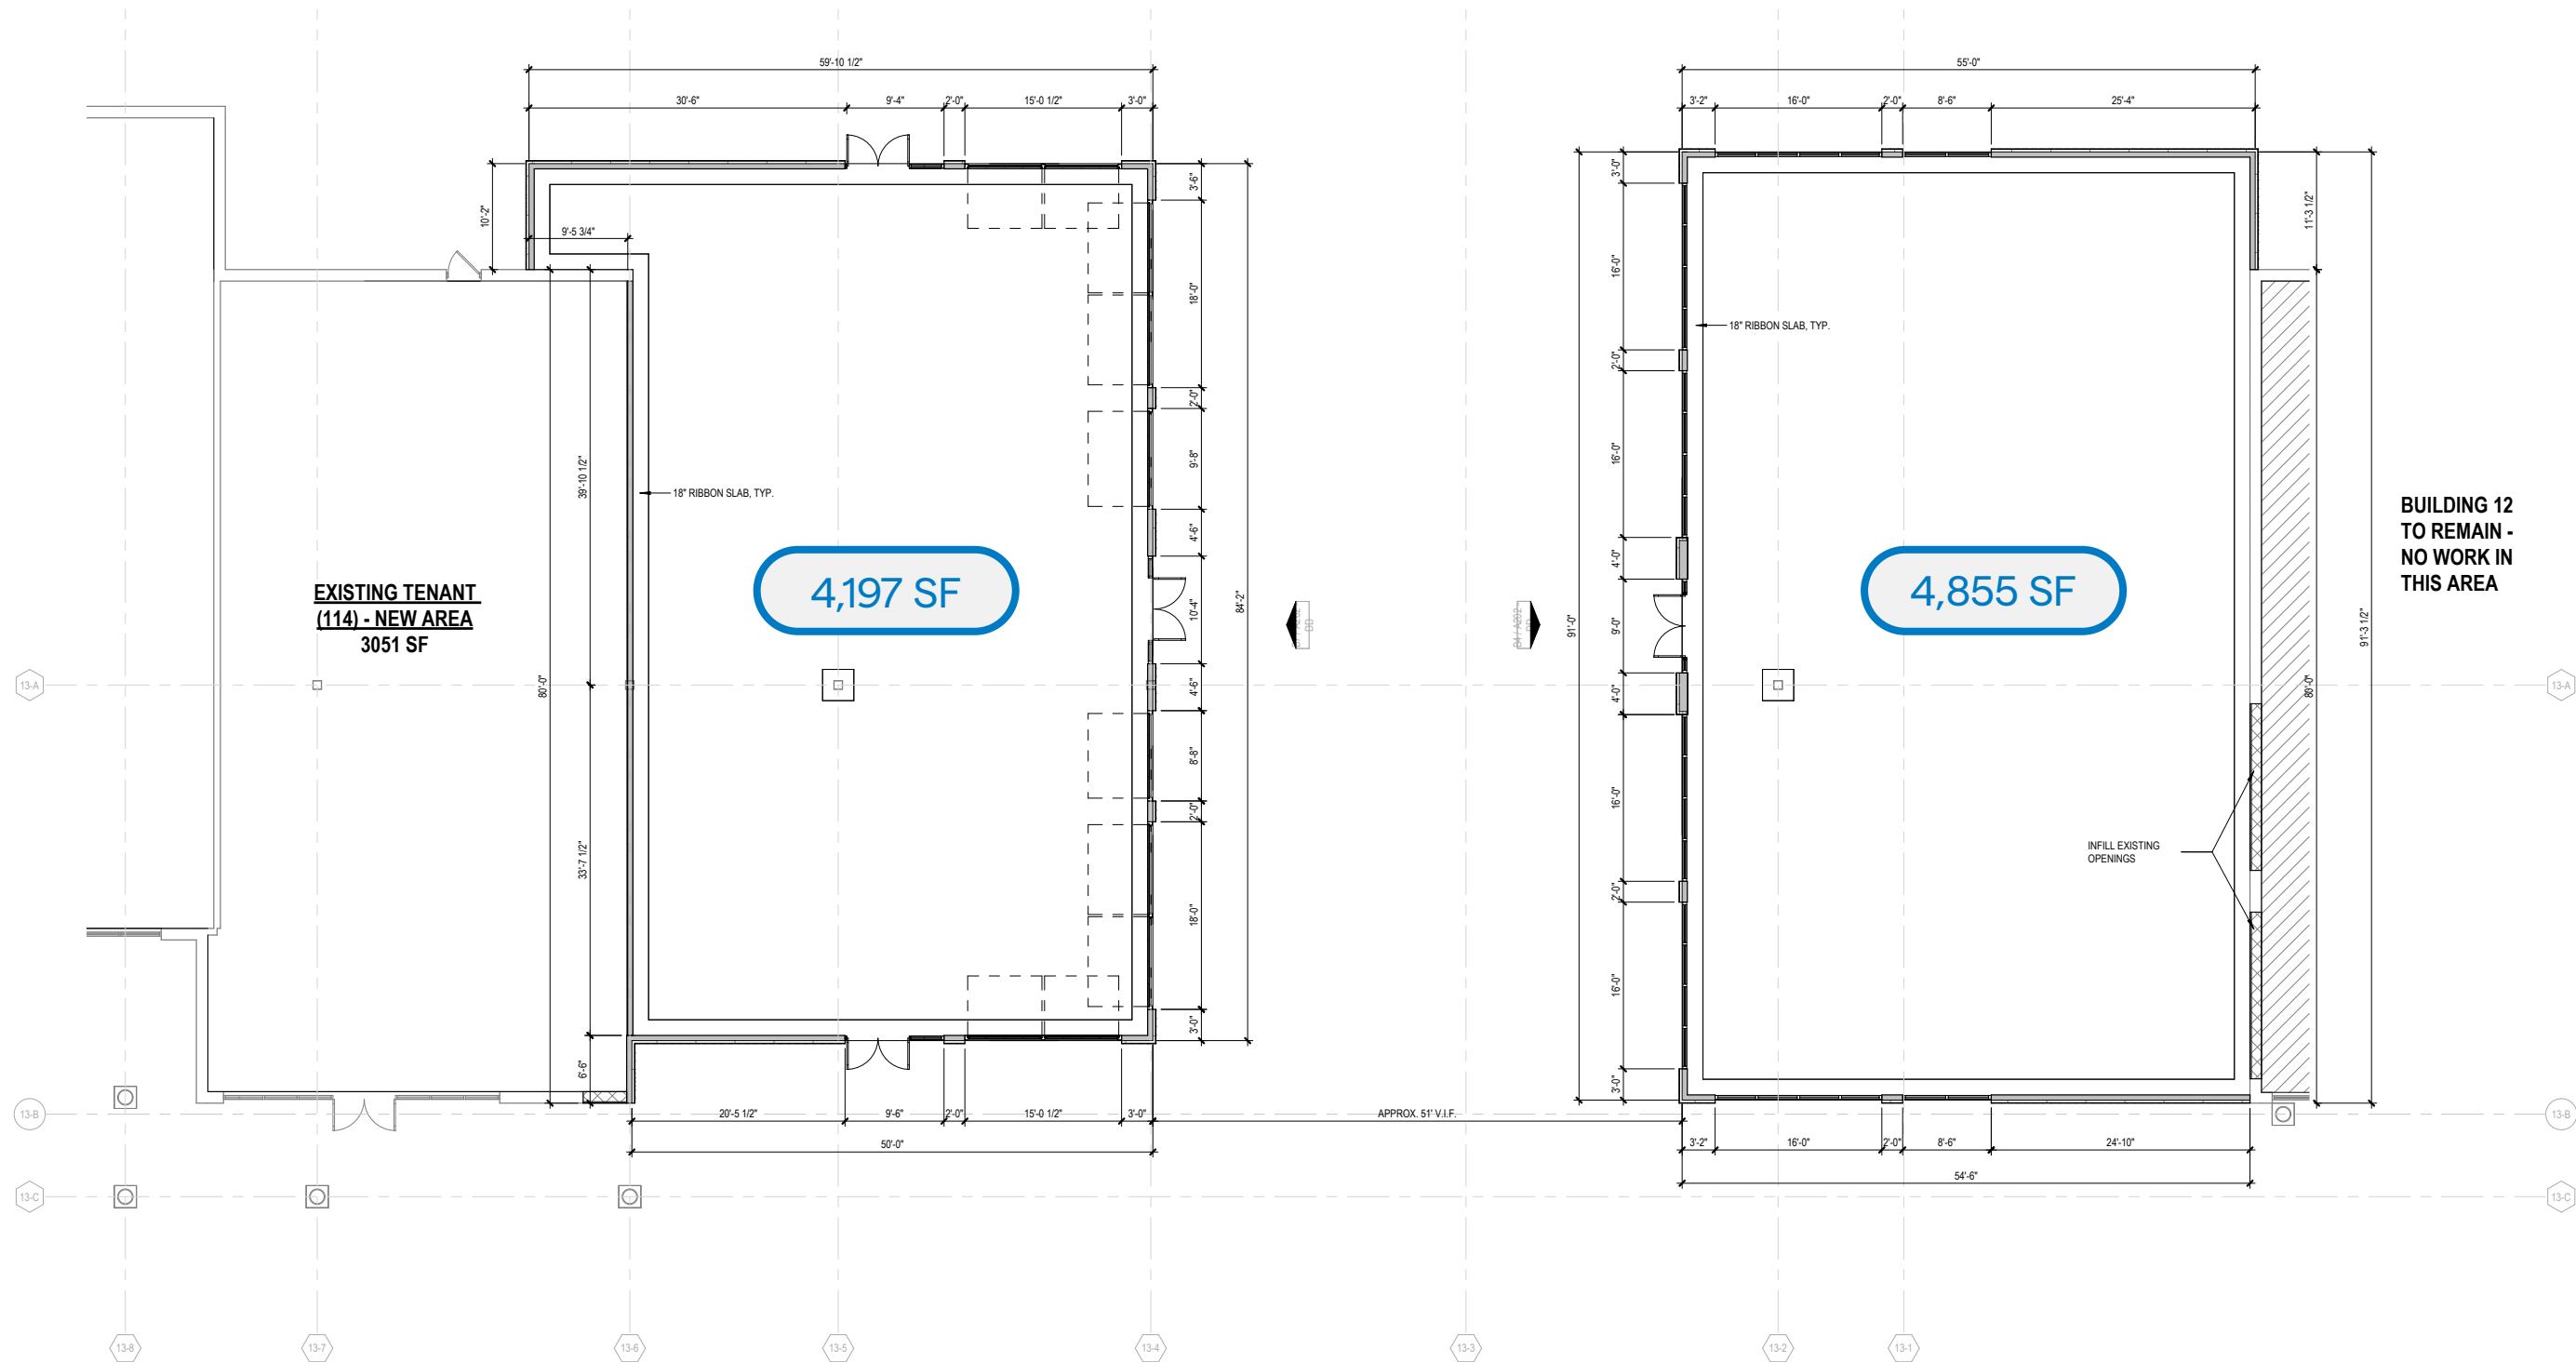 59'-10 1/2"
55'-0"
30'-6"
9'-4"
2'-0"
15'-0 1/2"
3'-0"
3'-2"
16'-0"
2'-0"
8'-6"
25'-4"
10'-2"
9'-5 3/4"
3'-6"
18'-0"
2'-0"
9'-8"
4'-6"
10'-4"
4'-6"
8'-8"
2'-0"
18'-0"
3'-0"
84'-2"
39'-10 1/2"
33'-7 1/2"
6'-6"
80'-0"
18" RIBBON SLAB, TYP.
4,197 SF
EXISTING TENANT
(114) - NEW AREA
3051 SF
DD
DD
3'-0"
16'-0"
2'-0"
16'-0"
4'-0"
9'-0"
4'-0"
16'-0"
2'-0"
16'-0"
3'-0"
91'-0"
18" RIBBON SLAB, TYP.
4,855 SF
11'-3 1/2"
80'-0"
91'-3 1/2"
BUILDING 12
TO REMAIN -
NO WORK IN
THIS AREA
INFILL EXISTING
OPENINGS
13-A
13-A
13-B
13-B
20'-5 1/2"
9'-6"
2'-0"
15'-0 1/2"
3'-0"
APPROX. 51' V.I.F.
50'-0"
3'-2"
16'-0"
2'-0"
8'-6"
24'-10"
54'-6"
13-C
13-C
13-8
13-7
13-6
13-5
13-4
13-3
13-2
13-1